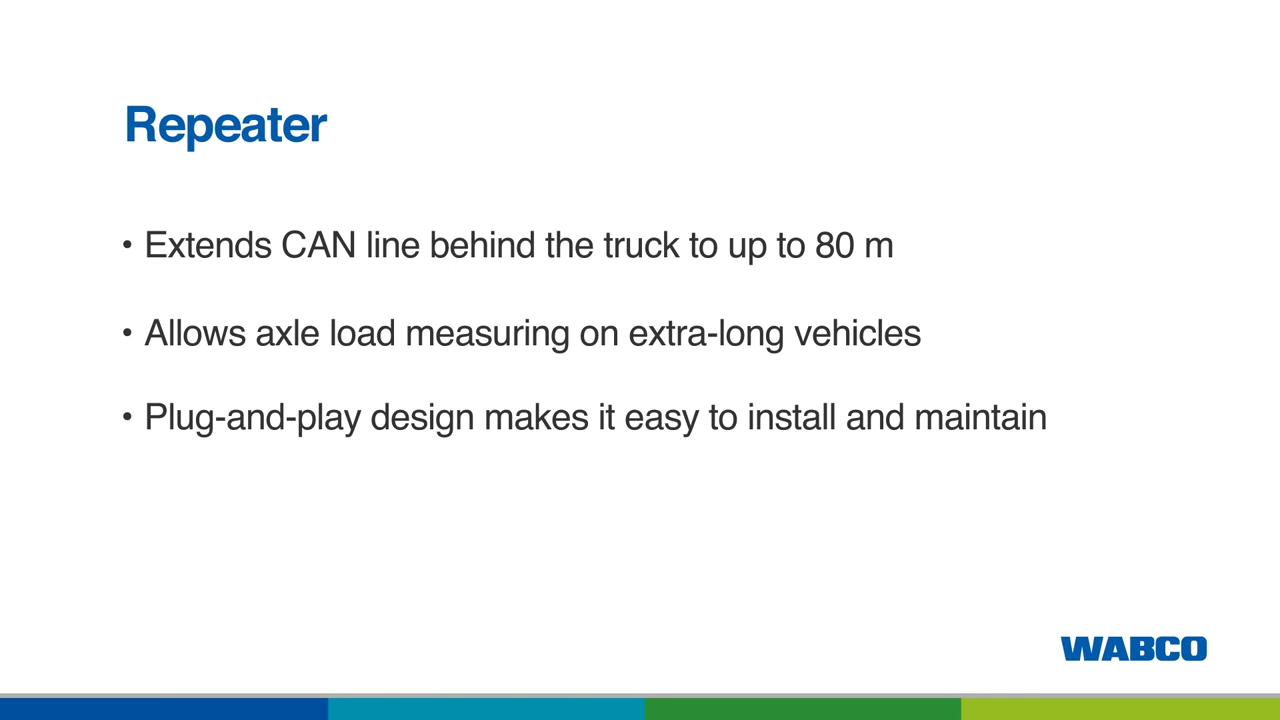 Repeater
• Extends CAN line behind the truck to up to 80 m
• Allows axle load measuring on extra-long vehicles
• Plug-and-play design makes it easy to install and maintain
WABCO